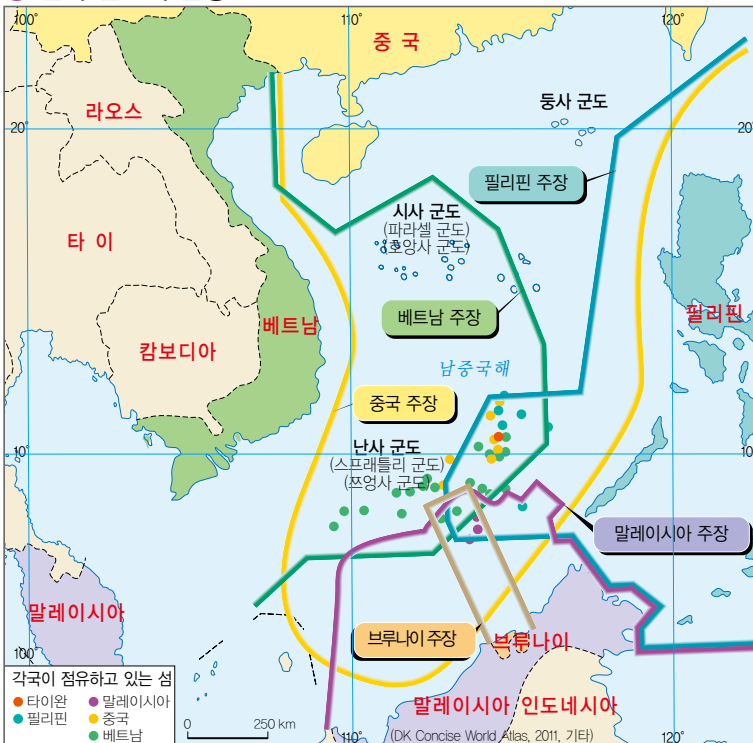 100°
110°
120°
중 국
라오스
둥사 군도
20°
20
필리핀 주장
시사 군도
(파라셀 군도)
(호앙사 군도)
타 이
베트남 주장
필리핀
베트남
캄보디아
남중국해
중국 주장
난사 군도
(스프래틀리 군도)
(쯔엉사 군도)
10°
10
말레이시아 주장
말레이시아
브루나이 주장
브루나이
100°
각국이 점유하고 있는 섬
타이완
말레이시아
필리핀
중국
베트남
0
250 km
말레이시아
인도네시아
110°
(DK Concise World Atlas, 2011, 기타)
120°